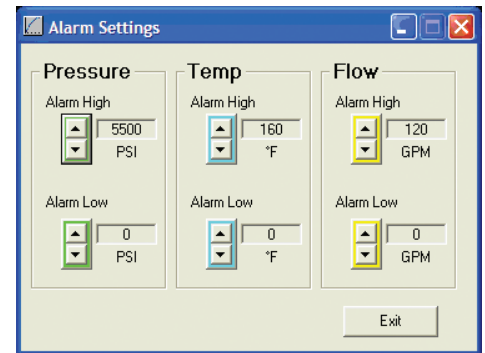 Alarm Settings
Pressure
Alarm High
5500
PSI
Alarm Low
0
PSI
Temp
Alarm High
160
°F
Alarm Low
0
°F
Flow
Alarm High
120
GPM
Alarm Low
0
GPM
Exit